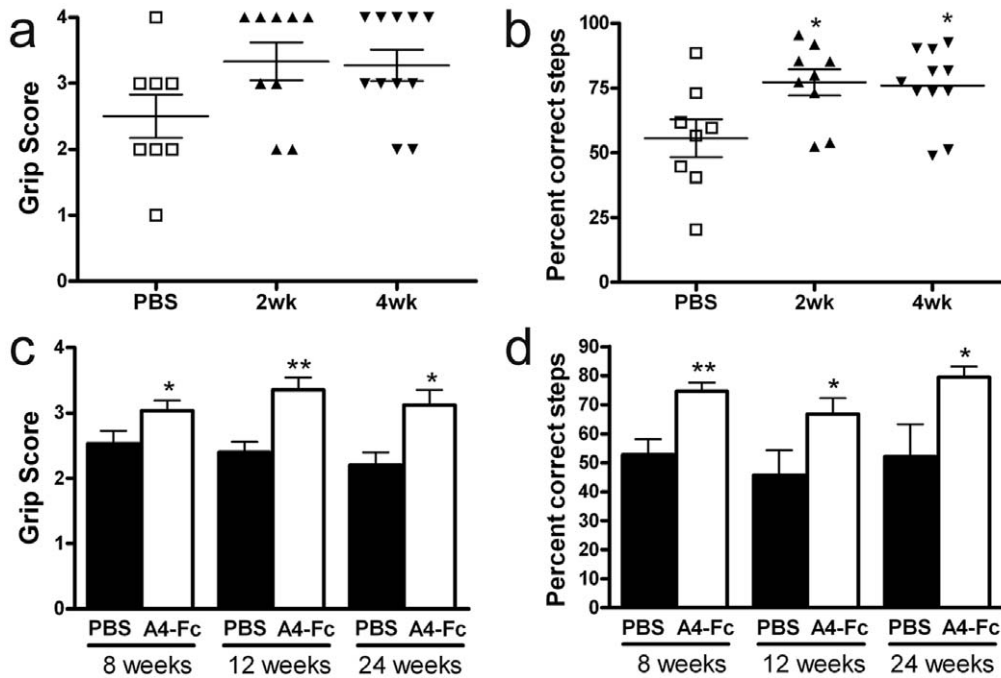 a
Grip Score
4
3
2
1
4
PBS 2wk 4wk
b
Percent correct steps
100
75
50
25
0
PBS 2wk 4wk
* *
c
Grip Score
4
3
2
1
0
* ** *
PBS A4-Fc PBS A4-Fc PBS A4-Fc
8 weeks 12 weeks 24 weeks
d
Percent correct steps
90
80
70
60
50
40
30
20
10
0
** * *
PBS A4-Fc PBS A4-Fc PBS A4-Fc
8 weeks 12 weeks 24 weeks